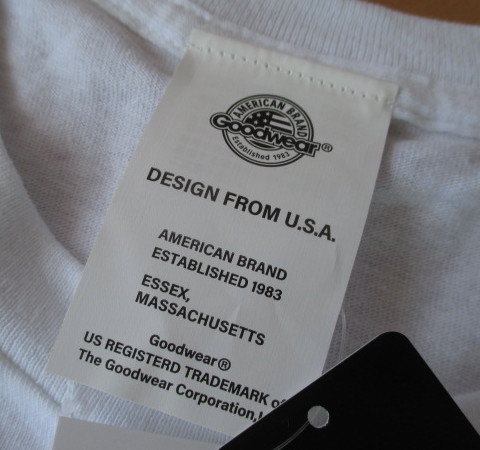 AMERICAN BRAND
Goodwear®
Established 1983
DESIGN FROM U.S.A.
AMERICAN BRAND
ESTABLISHED 1983
ESSEX,
MASSACHUSETTS
Goodwear®
US REGISTERD TRADEMARK of
The Goodwear Corporation,